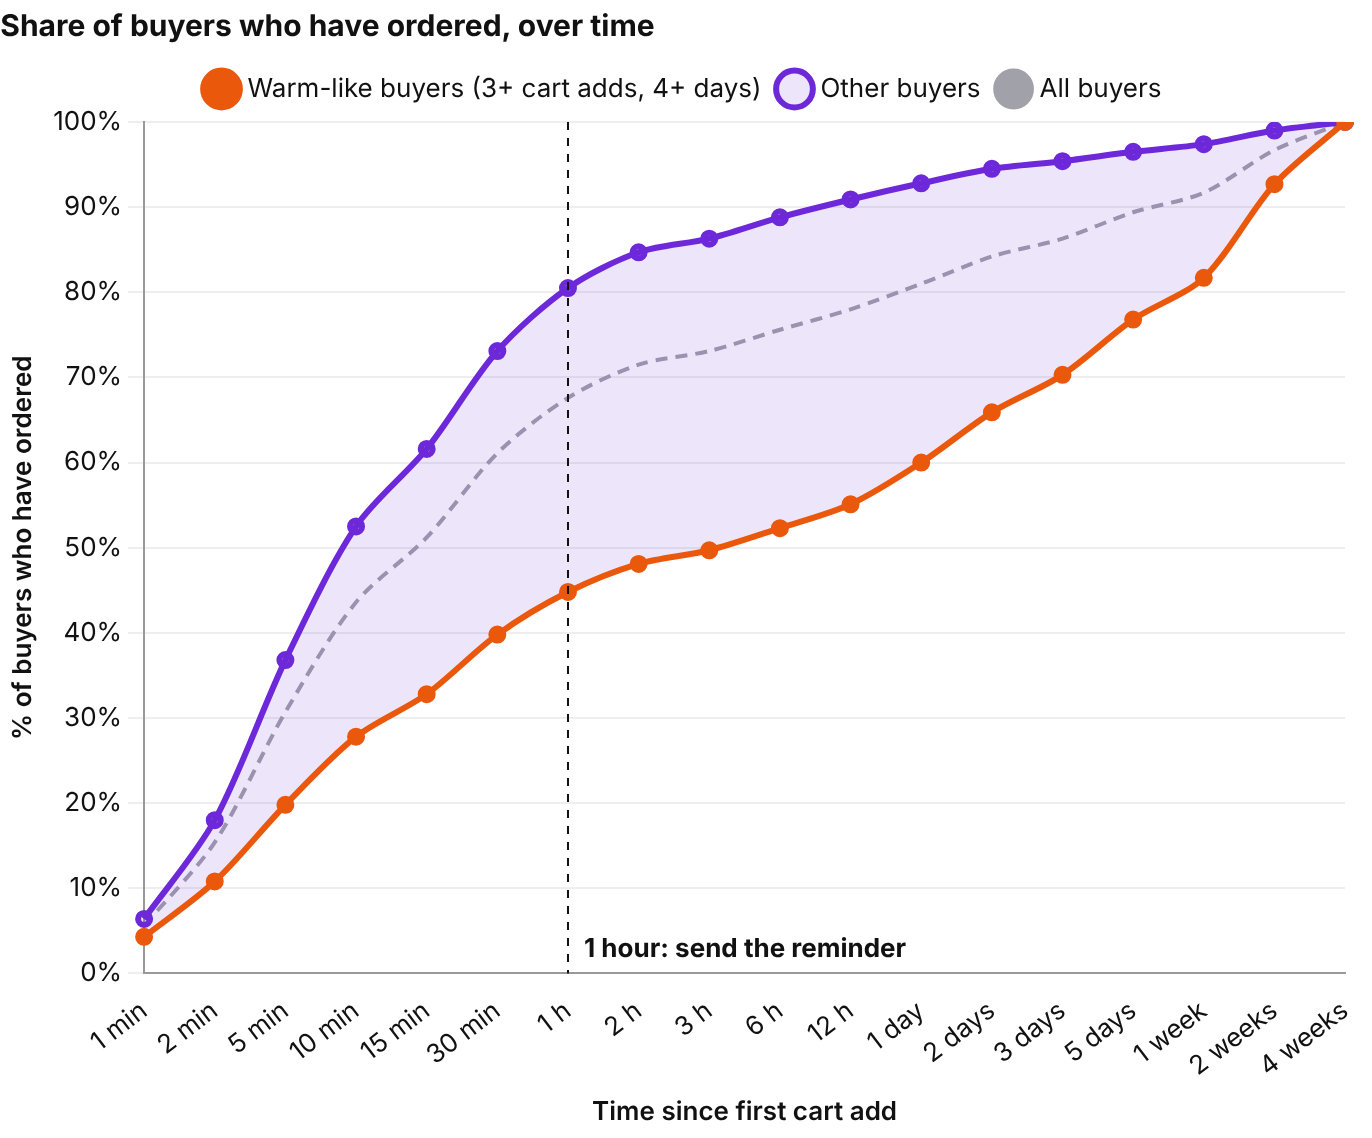 Share of buyers who have ordered, over time
Warm-like buyers (3+ cart adds, 4+ days) Other buyers All buyers
100%
90%
80%
70%
60%
50%
40%
30%
20%
10%
0%
% of buyers who have ordered
1 hour: send the reminder
1 min 2 min 5 min 10 min 15 min 30 min 1 h 2 h 3 h 6 h 12 h 1 day 2 days 3 days 5 days 1 week 2 weeks 4 weeks
Time since first cart add